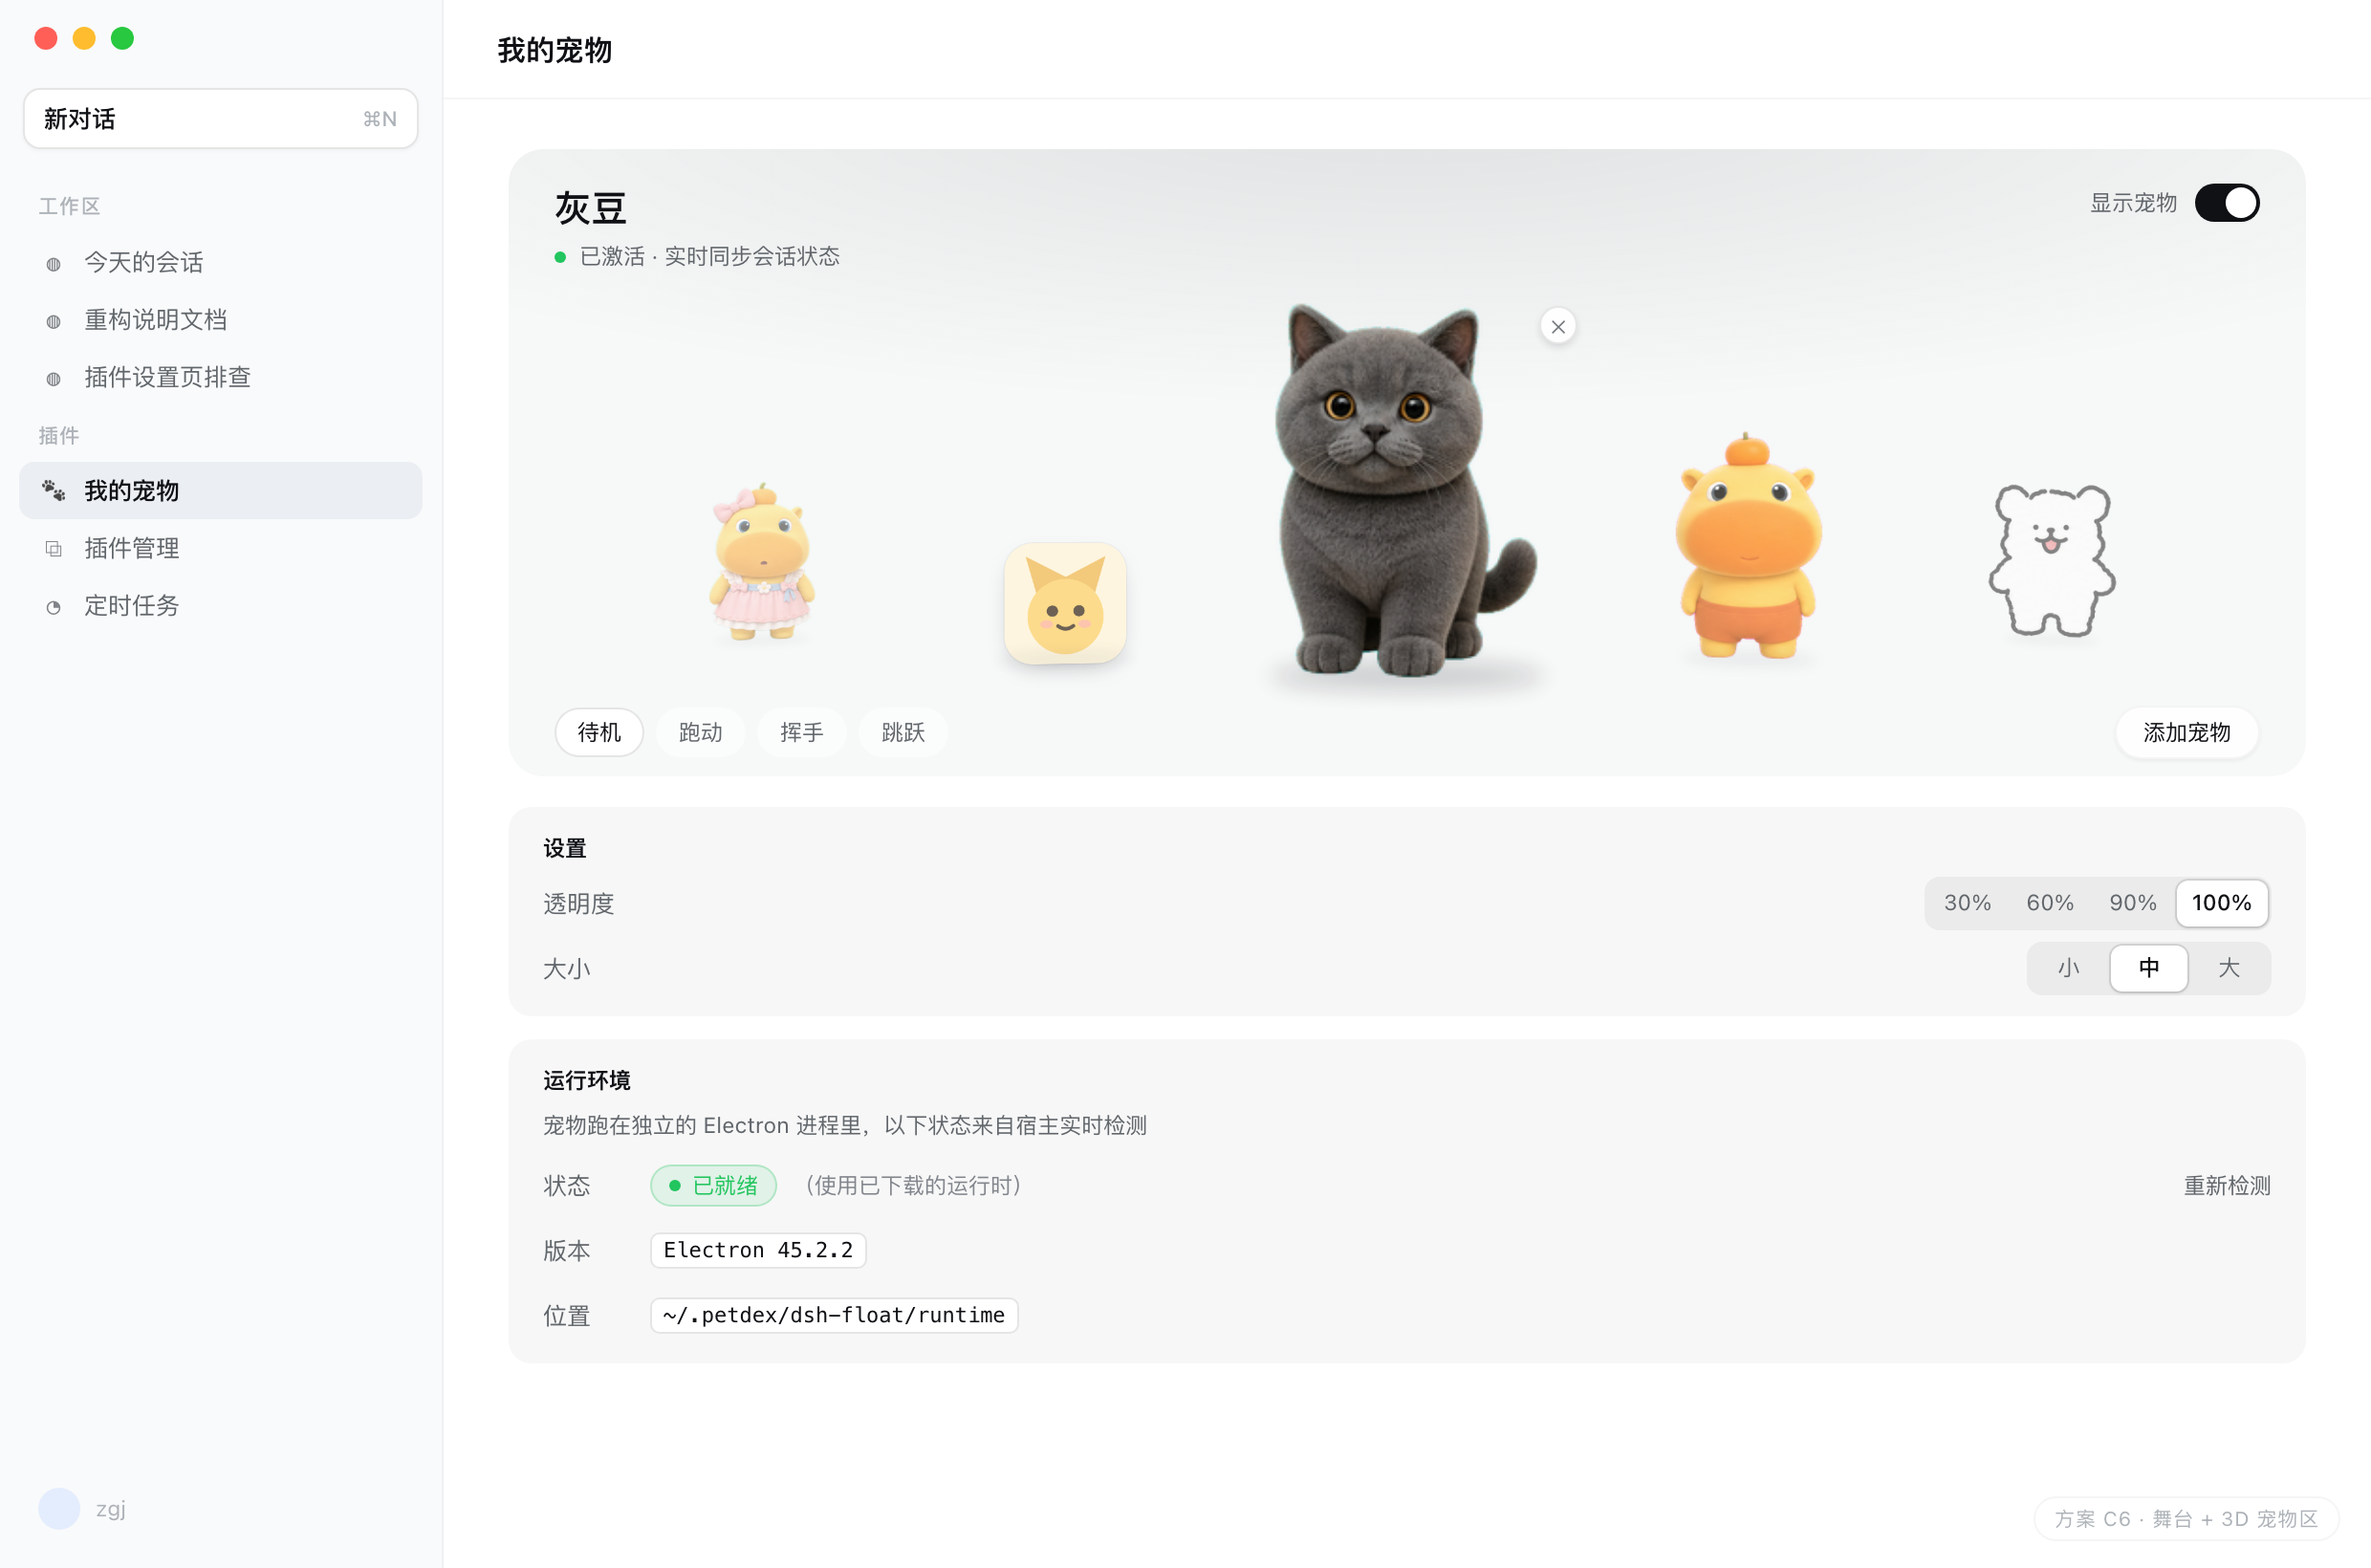 新对话 ⌘N
工作区
今天的会话
重构说明文档
插件设置页排查
插件
我的宠物
插件管理
定时任务
zgj
我的宠物
灰豆
显示宠物
已激活 · 实时同步会话状态
待机 跑动 挥手 跳跃
添加宠物
设置
透明度 30% 60% 90% 100%
大小 小 中 大
运行环境
宠物跑在独立的 Electron 进程里，以下状态来自宿主实时检测
状态 已就绪 （使用已下载的运行时） 重新检测
版本 Electron 45.2.2
位置 ~/.petdex/dsh-float/runtime
方案 C6 · 舞台 + 3D 宠物区